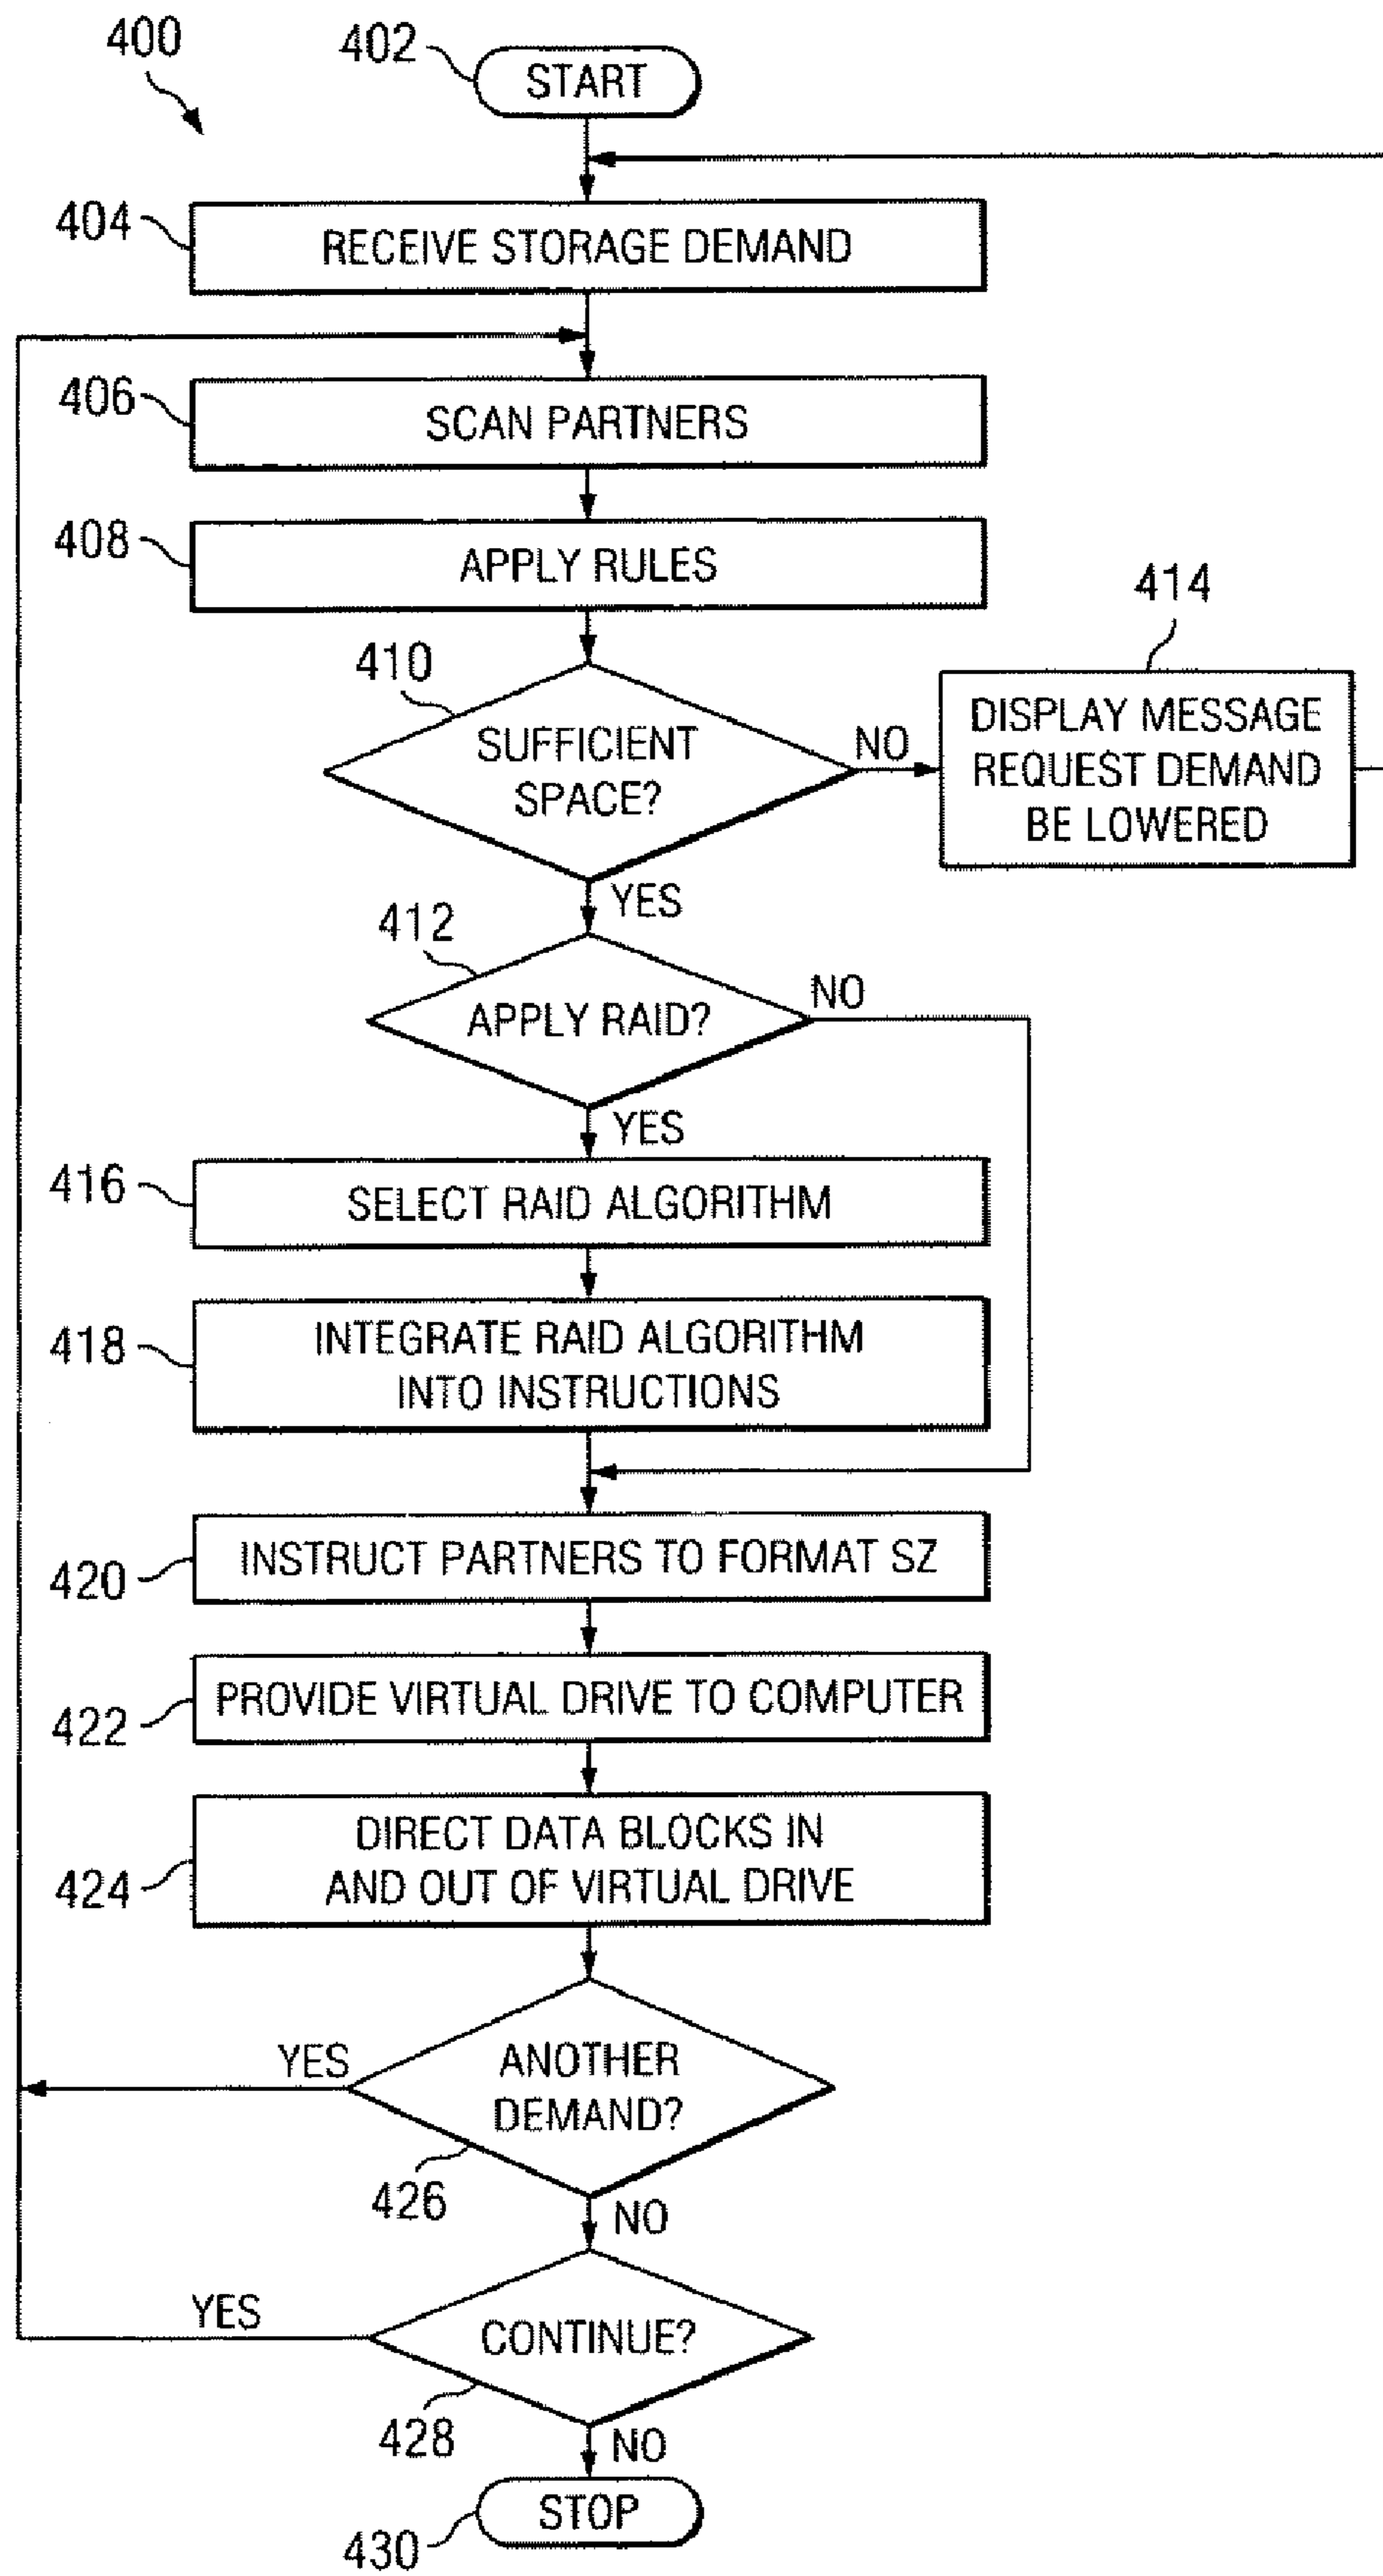 400
402
START
404
RECEIVE STORAGE DEMAND
406
SCAN PARTNERS
408
APPLY RULES
410
SUFFICIENT
SPACE?
NO
414
DISPLAY MESSAGE
REQUEST DEMAND
BE LOWERED
YES
412
APPLY RAID?
NO
YES
416
SELECT RAID ALGORITHM
418
INTEGRATE RAID ALGORITHM
INTO INSTRUCTIONS
420
INSTRUCT PARTNERS TO FORMAT SZ
422
PROVIDE VIRTUAL DRIVE TO COMPUTER
424
DIRECT DATA BLOCKS IN
AND OUT OF VIRTUAL DRIVE
YES
ANOTHER
DEMAND?
426
NO
YES
CONTINUE?
428
NO
STOP
430